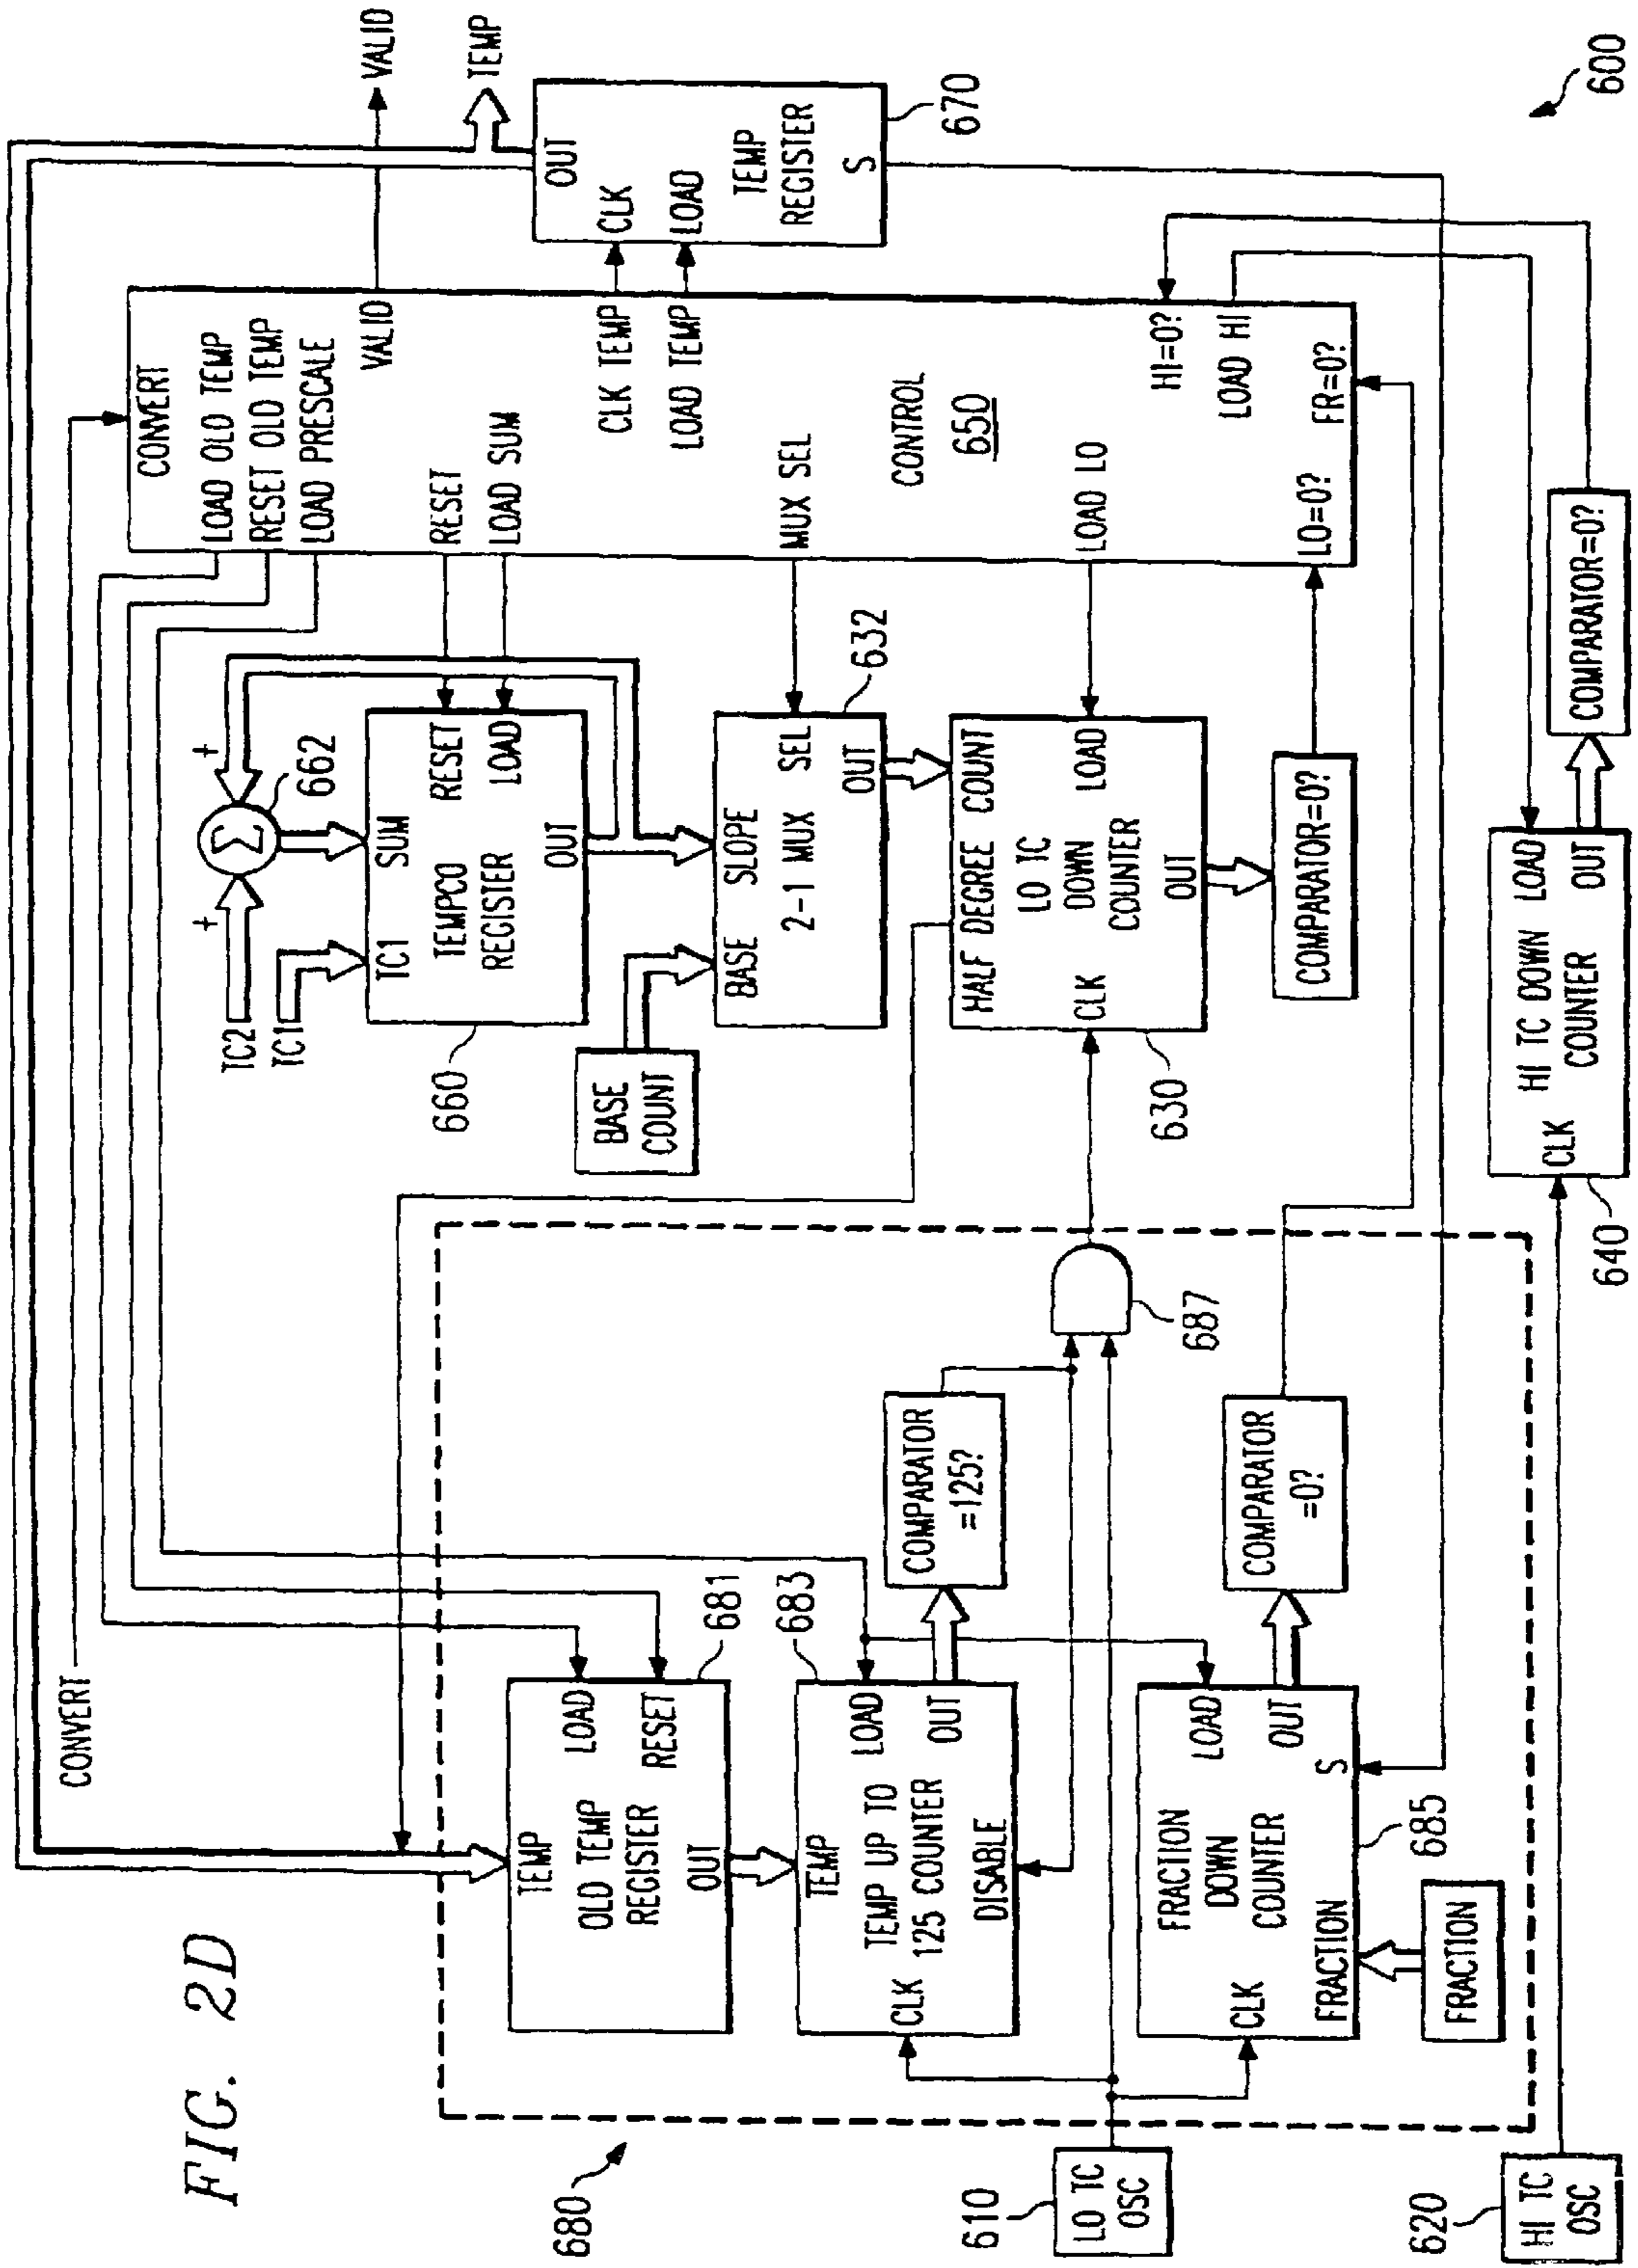 FIG. 2D
600
CONVERT
VALID
TEMP
CONVERT
LOAD OLD TEMP
RESET OLD TEMP
LOAD PRESCALE
VALID
RESET
LOAD SUM
CLK TEMP
LOAD TEMP
MUX SEL
CONTROL
650
LOAD LO
HI=0?
LOAD HI
LO=0?
FR=0?
OUT
CLK
LOAD
TEMP
REGISTER
S
670
TC2
TC1
+
+
Σ
662
TC1
SUM
RESET
LOAD
TEMPCO
REGISTER
OUT
660
BASE
COUNT
BASE
SLOPE
SEL
2-1 MUX
OUT
632
HALF DEGREE COUNT
LO TC
DOWN
COUNTER
CLK
LOAD
OUT
630
COMPARATOR=0?
680
TEMP
LOAD
RESET
OLD TEMP
REGISTER
OUT
681
TEMP
LOAD
TEMP UP TO
125 COUNTER
CLK
OUT
DISABLE
683
COMPARATOR
=125?
687
LOAD
OUT
FRACTION
DOWN
COUNTER
CLK
FRACTION
S
685
COMPARATOR
=0?
FRACTION
610
LO TC
OSC
620
HI TC
OSC
CLK
HI TC DOWN
COUNTER
LOAD
OUT
640
COMPARATOR=0?